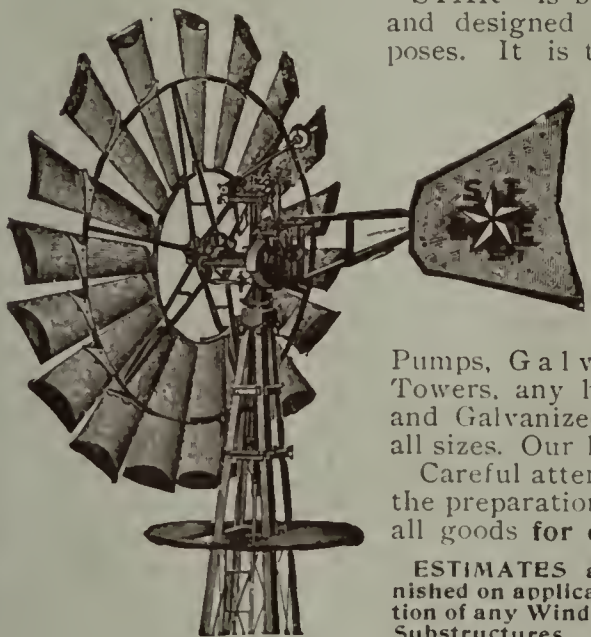 "STAR" is b
and designed
poses. It is t
S T
E
Pumps, Galv
Towers, any h
and Galvanize
all sizes. Our l
Careful atten
the preparation
all goods for e
ESTIMATES a
nished on applica
tion of any Wind
Substructures